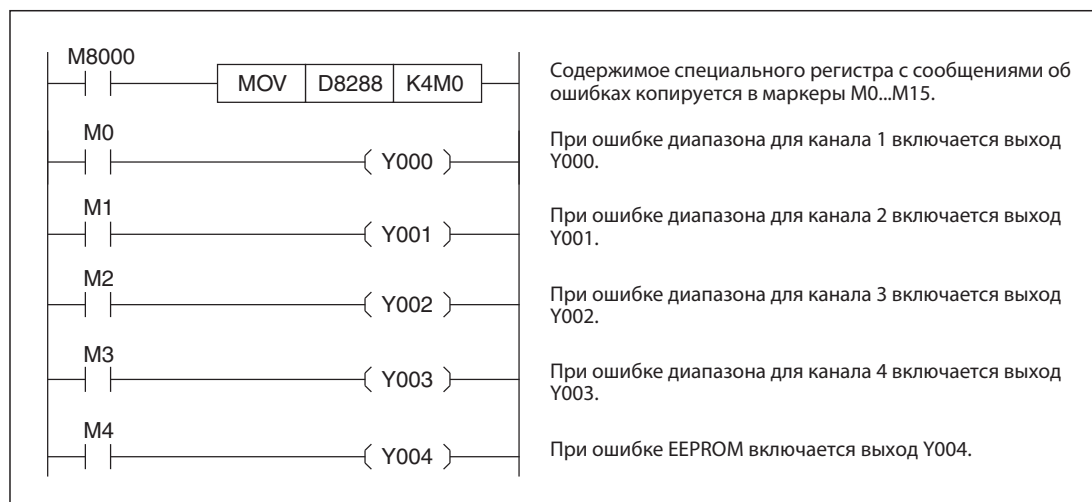 M8000
MOV D8288 K4M0
Содержимое специального регистра с сообщениями об
ошибках копируется в маркеры M0...M15.
M0
Y000
При ошибке диапазона для канала 1 включается выход
Y000.
M1
Y001
При ошибке диапазона для канала 2 включается выход
Y001.
M2
Y002
При ошибке диапазона для канала 3 включается выход
Y002.
M3
Y003
При ошибке диапазона для канала 4 включается выход
Y003.
M4
Y004
При ошибке EEPROM включается выход Y004.